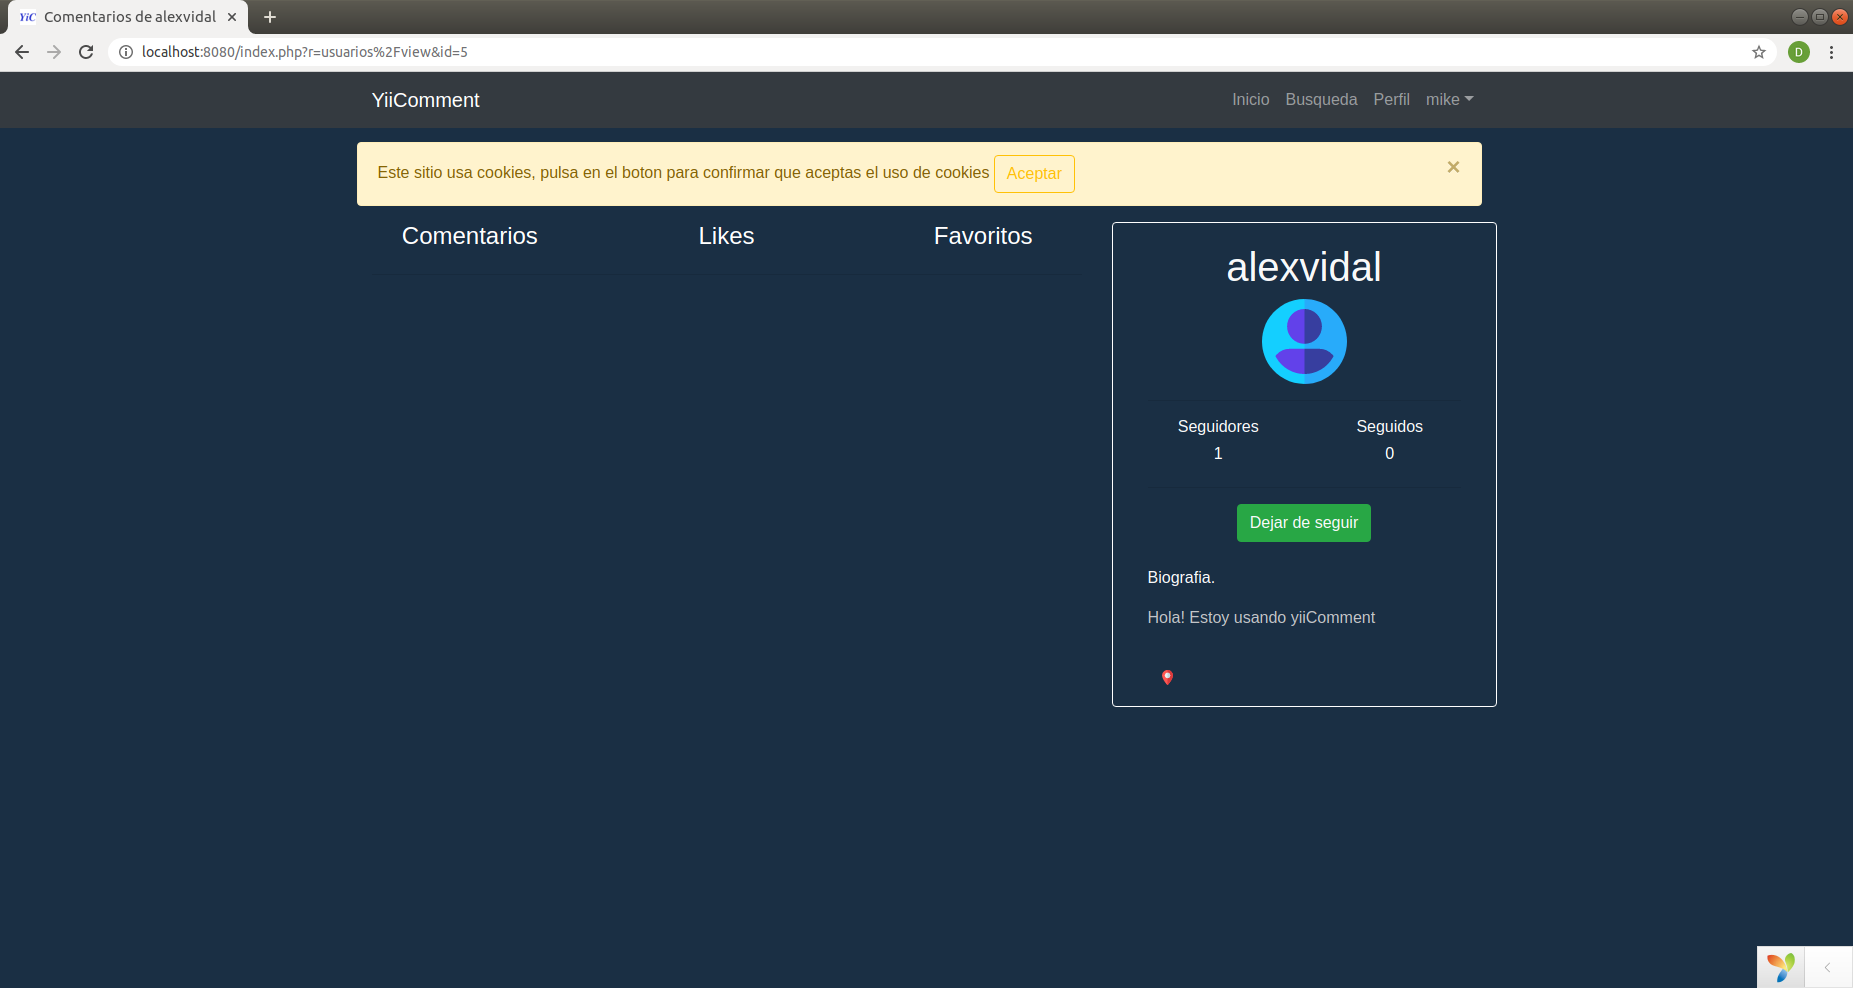 YiC Comentarios de alexvidal
localhost:8080/index.php?r=usuarios%2Fview&id=5
D
YiiComment
Inicio Busqueda Perfil mike
Este sitio usa cookies, pulsa en el boton para confirmar que aceptas el uso de cookies Aceptar ×
Comentarios Likes Favoritos
alexvidal
Seguidores Seguidos
1 0
Dejar de seguir
Biografia.
Hola! Estoy usando yiiComment